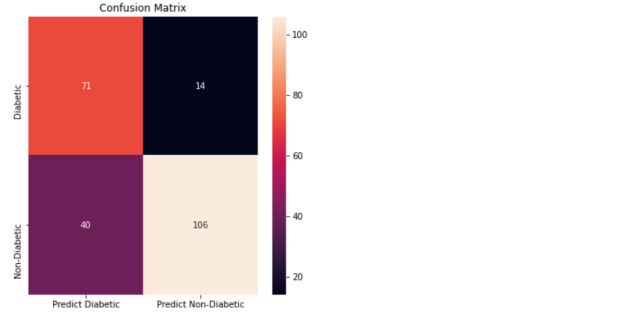 Confusion Matrix
Diabetic
71
14
Non-Diabetic
40
106
Predict Diabetic
Predict Non-Diabetic
100
80
60
40
20